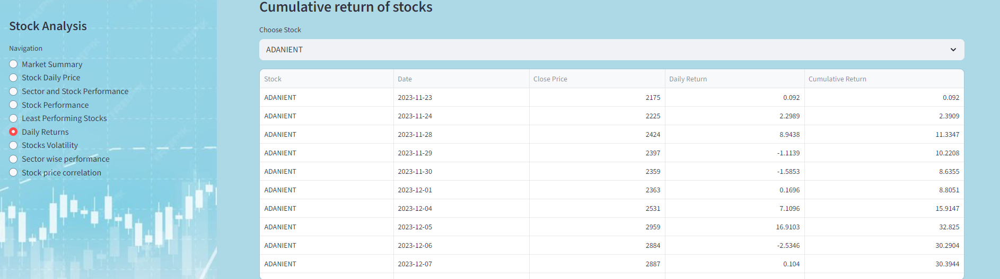 Stock Analysis
Navigation
Market Summary
Stock Daily Price
Sector and Stock Performance
Stock Performance
Least Performing Stocks
Daily Returns
Stocks Volatility
Sector wise performance
Stock price correlation
Cumulative return of stocks
Choose Stock
ADANIENT
Stock Date Close Price Daily Return Cumulative Return
ADANIENT 2023-11-23 2175 0.092 0.092
ADANIENT 2023-11-24 2225 2.2989 2.3909
ADANIENT 2023-11-28 2424 8.9438 11.3347
ADANIENT 2023-11-29 2397 -1.1139 10.2208
ADANIENT 2023-11-30 2359 -1.5853 8.6355
ADANIENT 2023-12-01 2363 0.1696 8.8051
ADANIENT 2023-12-04 2531 7.1096 15.9147
ADANIENT 2023-12-05 2959 16.9103 32.825
ADANIENT 2023-12-06 2884 -2.5346 30.2904
ADANIENT 2023-12-07 2887 0.104 30.3944